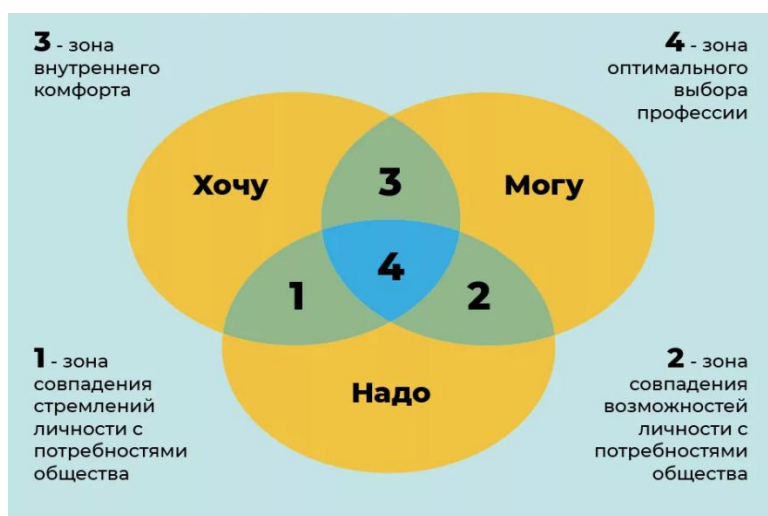 3 - зона
внутреннего
комфорта
4 - зона
оптимального
выбора
профессии
Хочу
3
Могу
4
1
2
Надо
1 - зона
совпадения
стремлений
личности с
потребностями
общества
2 - зона
совпадения
возможностей
личности с
потребностями
общества